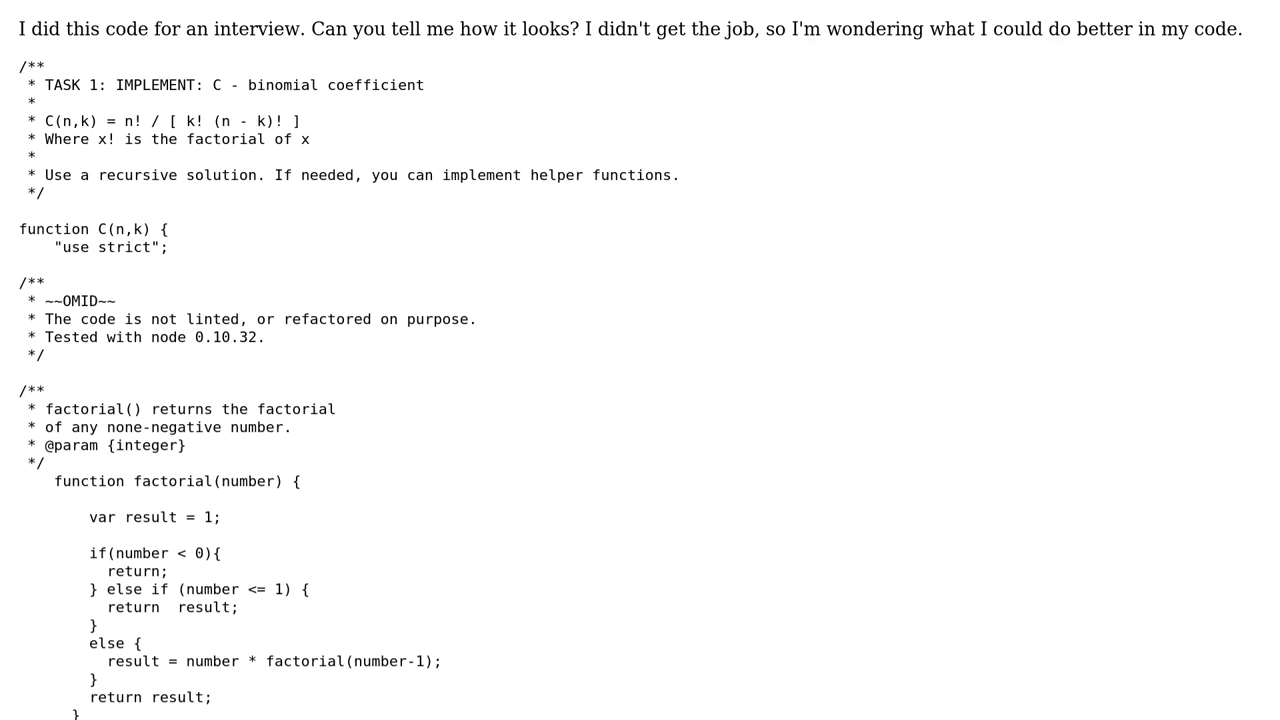 I did this code for an interview. Can you tell me how it looks? I didn't get the job, so I'm wondering what I could do better in my code.
/**
 * TASK 1: IMPLEMENT: C - binomial coefficient
 *
 * C(n,k) = n! / [ k! (n - k)! ]
 * Where x! is the factorial of x
 *
 * Use a recursive solution. If needed, you can implement helper functions.
 */
function C(n,k) {
    "use strict";
/**
 * ~~OMID~~
 * The code is not linted, or refactored on purpose.
 * Tested with node 0.10.32.
 */
/**
 * factorial() returns the factorial
 * of any none-negative number.
 * @param {integer}
 */
    function factorial(number) {
        var result = 1;
        if(number < 0){
          return;
        } else if (number <= 1) {
          return  result;
        }
        else {
          result = number * factorial(number-1);
        }
        return result;
      }